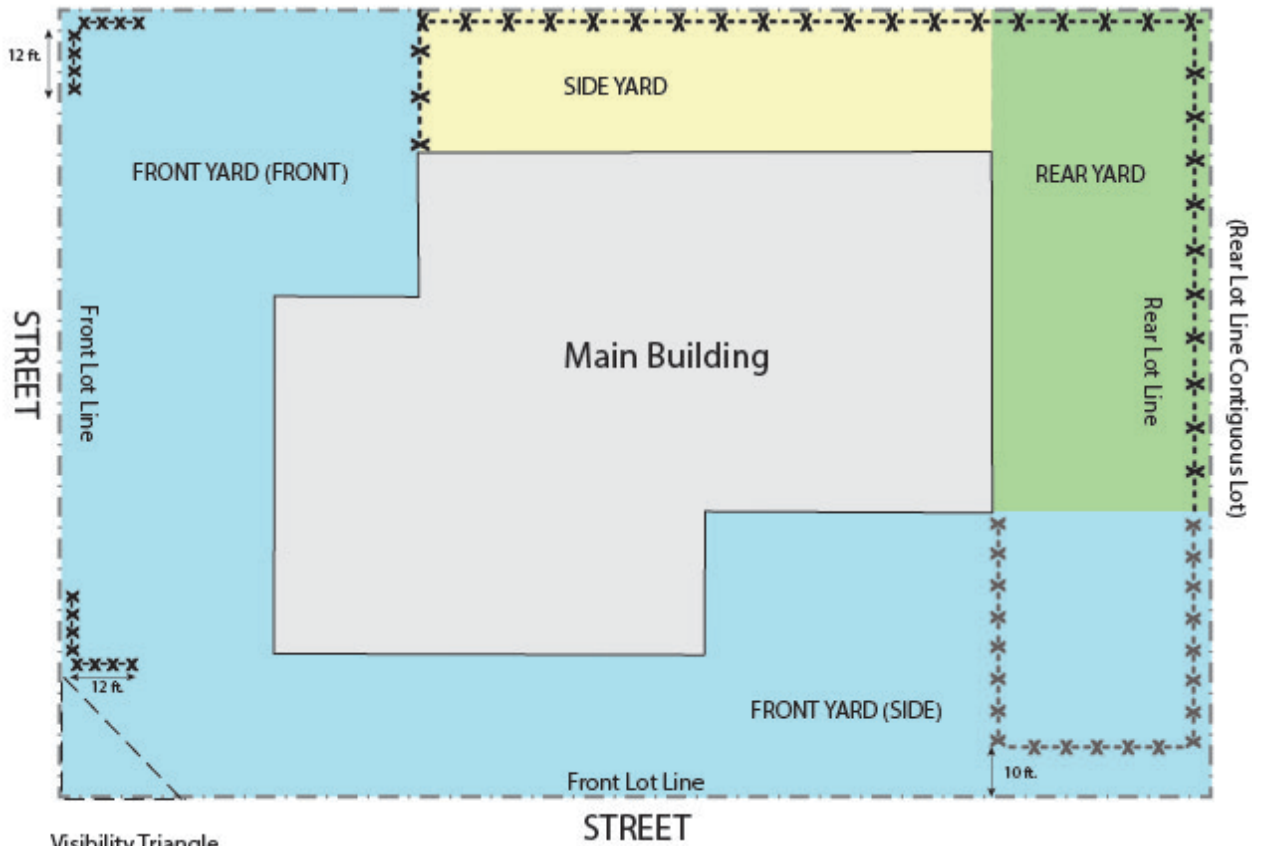 12 ft.
SIDE YARD
FRONT YARD (FRONT)
REAR YARD
(Rear Lot Line Contiguous Lot)
STREET
Front Lot Line
Main Building
Rear Lot Line
12 ft.
FRONT YARD (SIDE)
10 ft.
Front Lot Line
STREET
Visibility Triangle